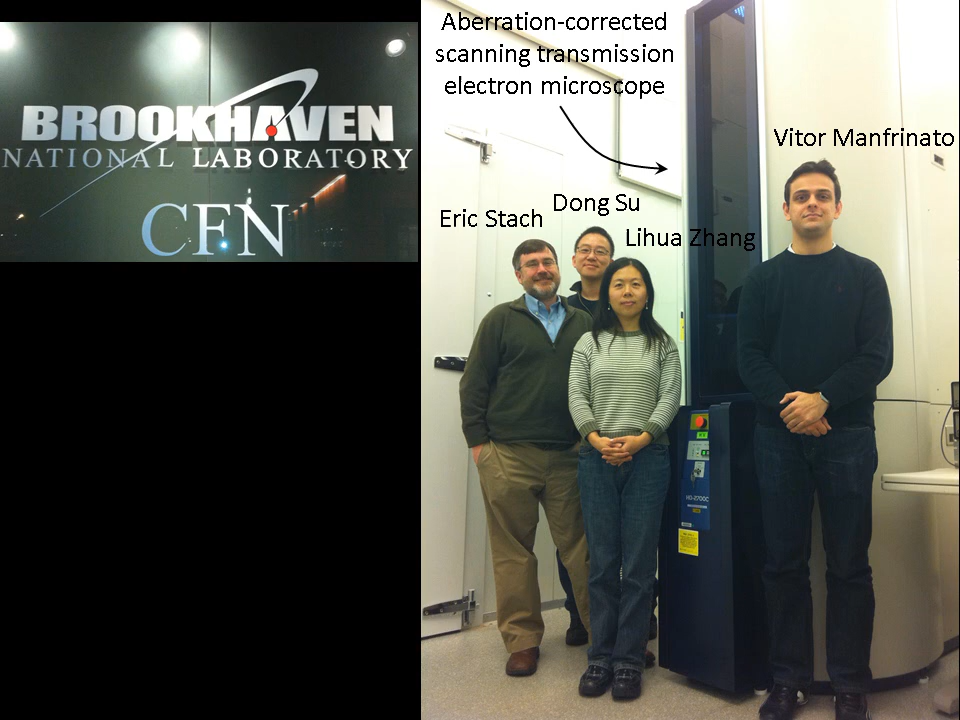 BROOKHAVEN
NATIONAL LABORATORY
CFN
Aberration-corrected
scanning transmission
electron microscope
Vitor Manfrinato
Dong Su
Eric Stach
Lihua Zhang
HD-2700C